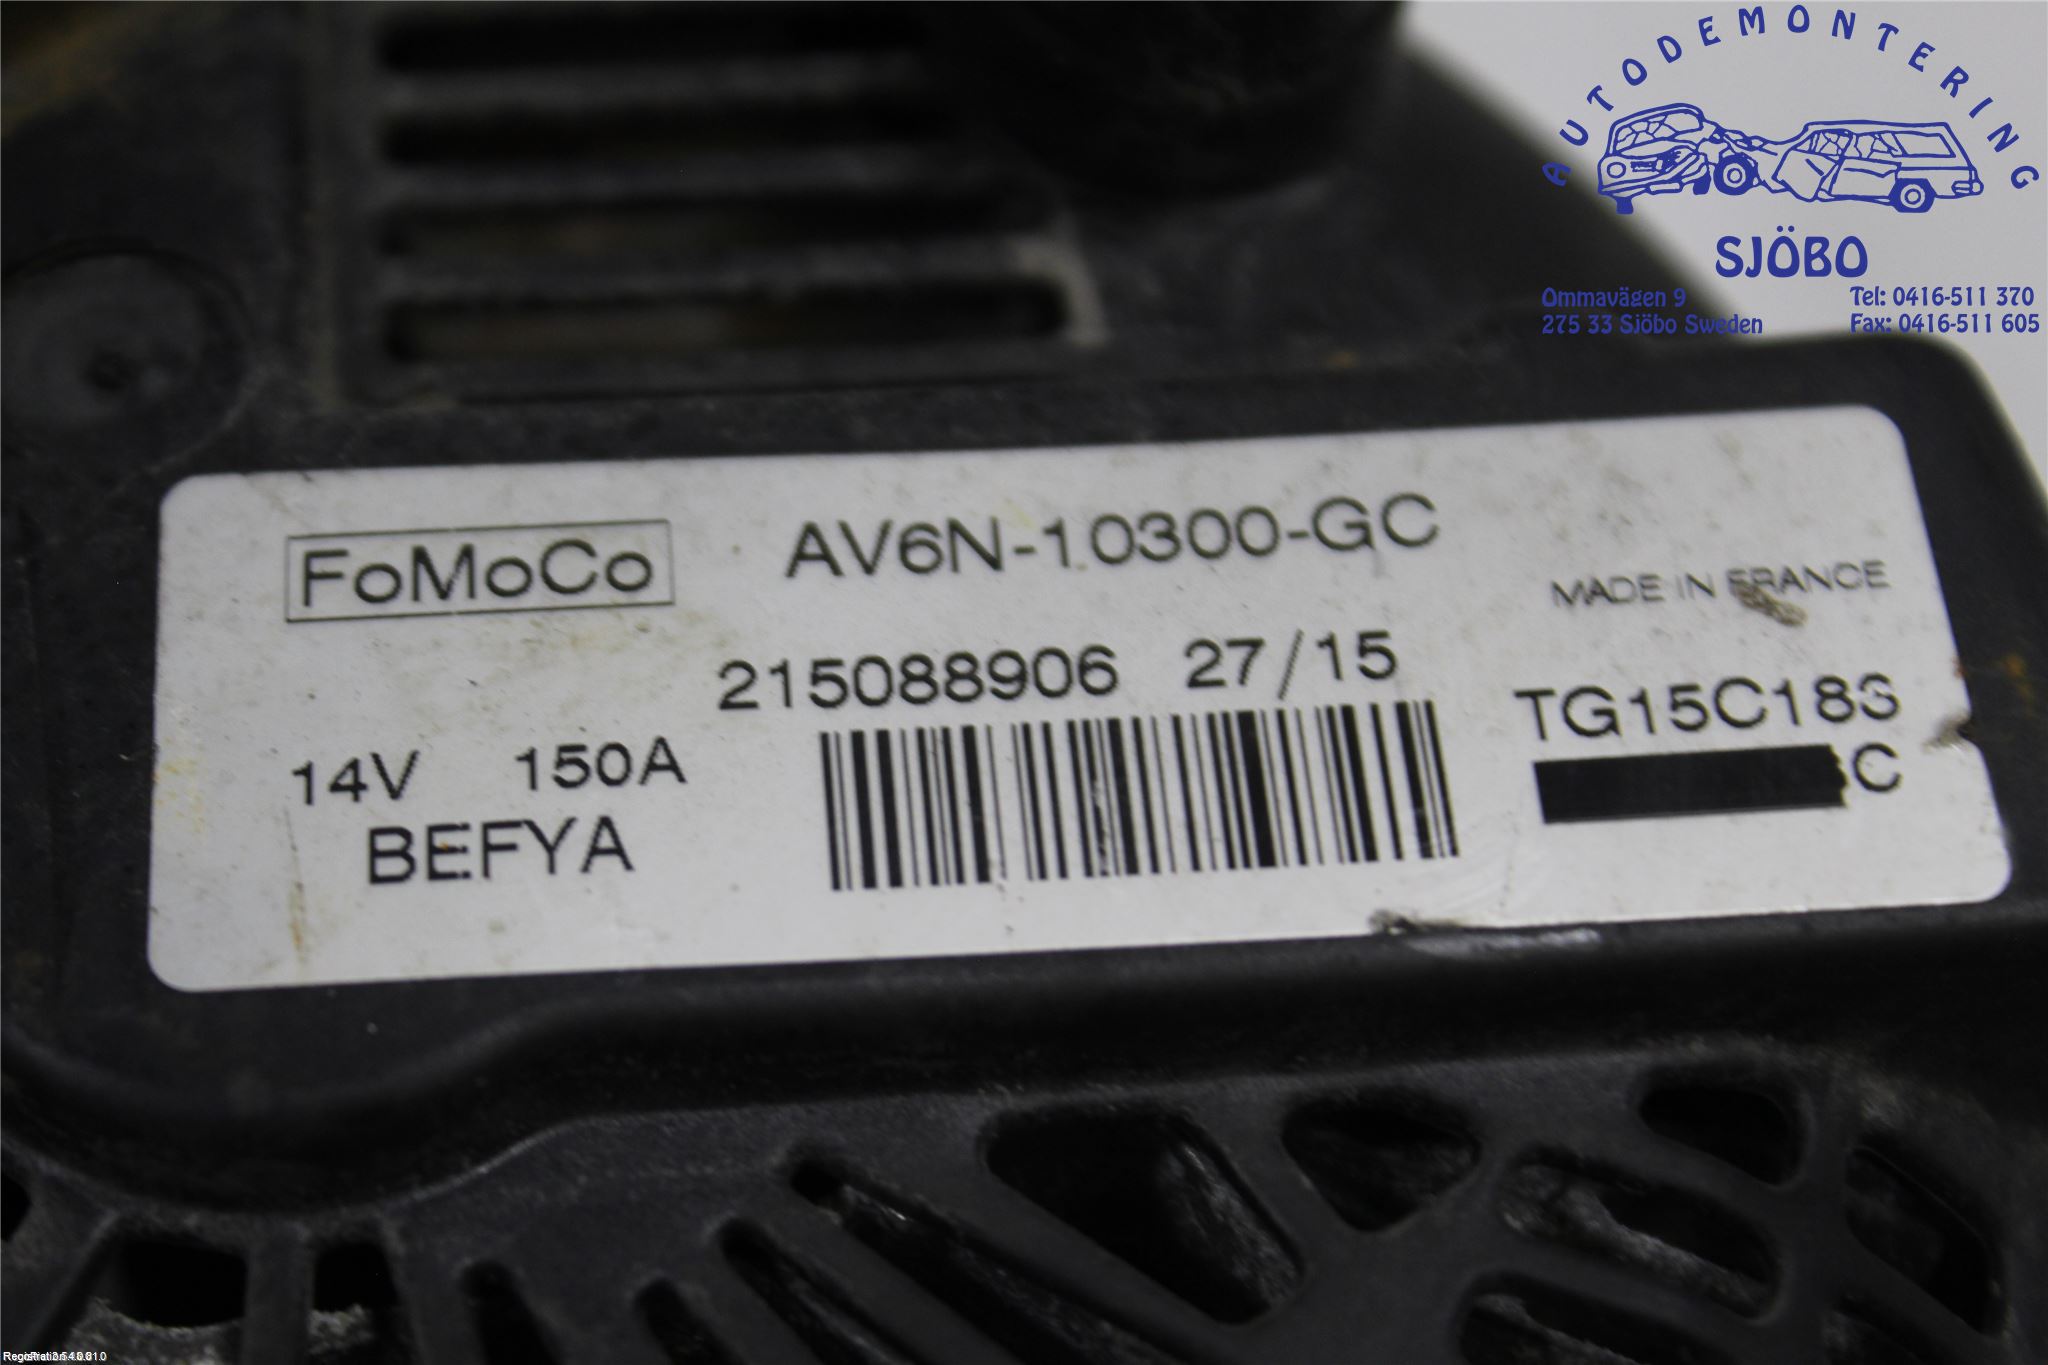 AUTODEMONTERING
SJÖBO
Ommavägen 9
275 33 Sjöbo Sweden
Tel: 0416-511 370
Fax: 0416-511 605
FoMoCo
AV6N-10300-GC
MADE IN FRANCE
215088906 27/15
TG15C183
C
14V 150A
BEFYA